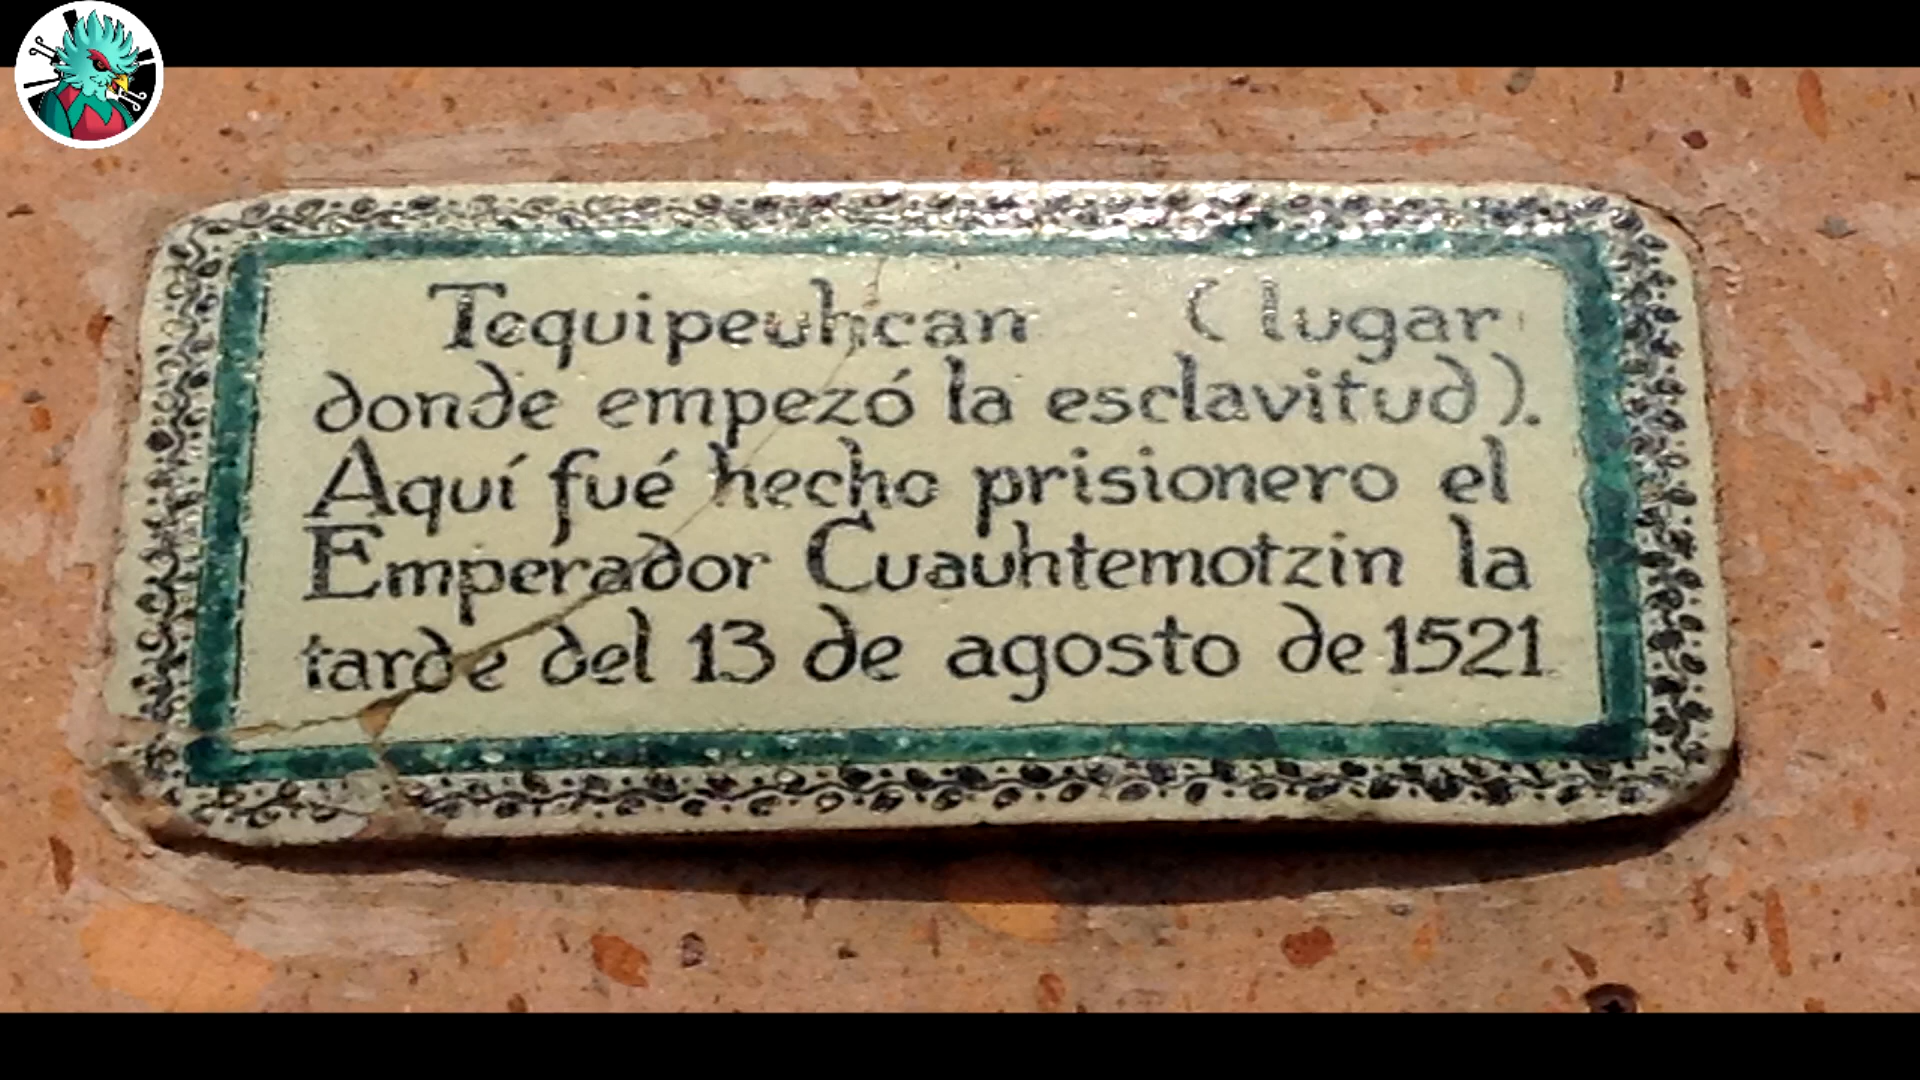 Tequipeuhcan (lugar
donde empezó la esclavitud).
Aquí fué hecho prisionero el
Emperador Cuauhtemotzin la
tarde del 13 de agosto de 1521